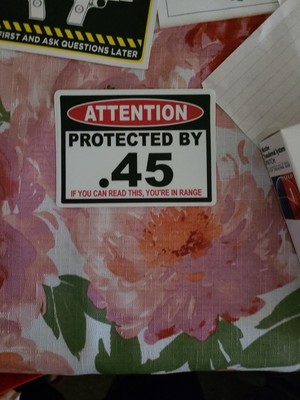 FIRST AND ASK QUESTIONS LATER
ATTENTION
PROTECTED BY
.45
IF YOU CAN READ THIS, YOU'RE IN RANGE